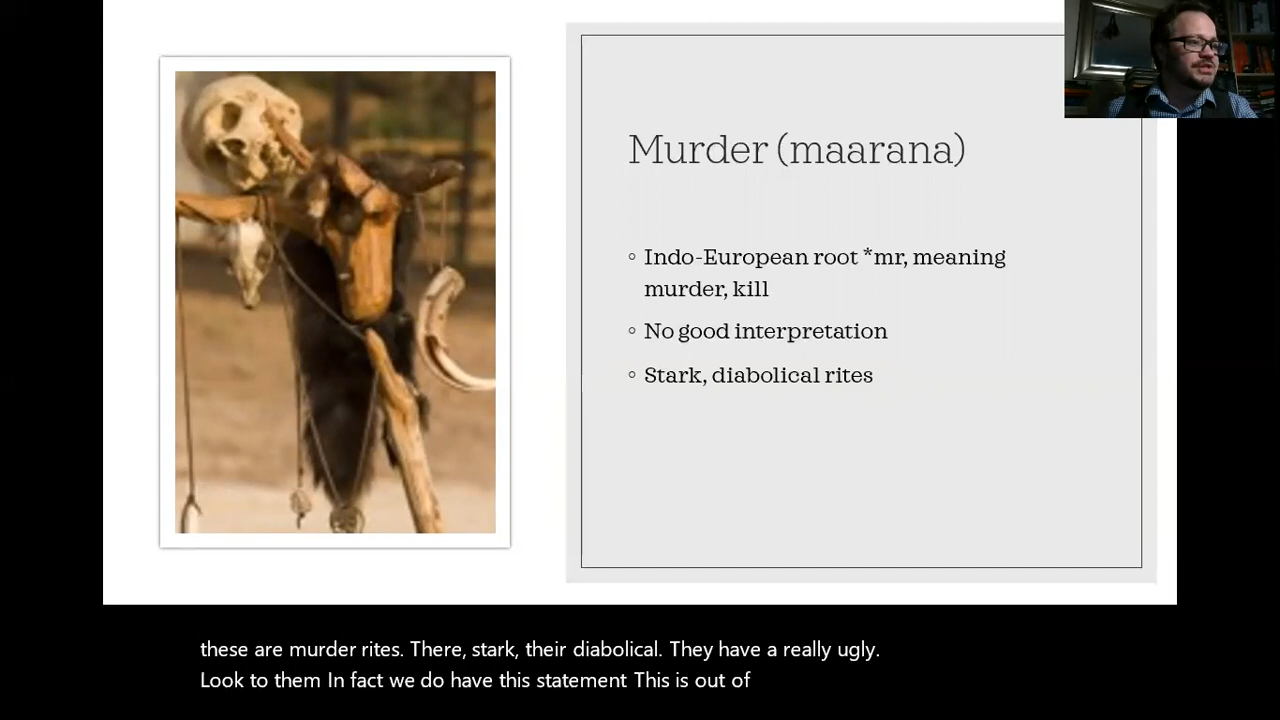 Murder (maarana)
◦ Indo-European root *mr, meaning
murder, kill
◦ No good interpretation
◦ Stark, diabolical rites
these are murder rites. There, stark, their diabolical. They have a really ugly.
Look to them In fact we do have this statement This is out of